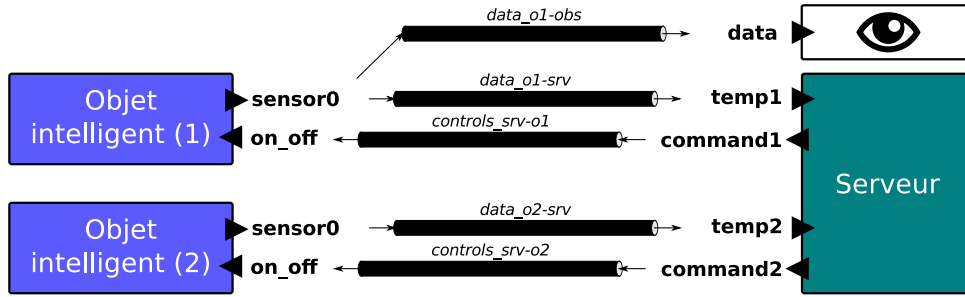 data_o1-obs
data
Objet
intelligent (1)
sensor0
data_o1-srv
temp1
on_off
controls_srv-o1
command1
Serveur
Objet
intelligent (2)
sensor0
data_o2-srv
temp2
on_off
controls_srv-o2
command2